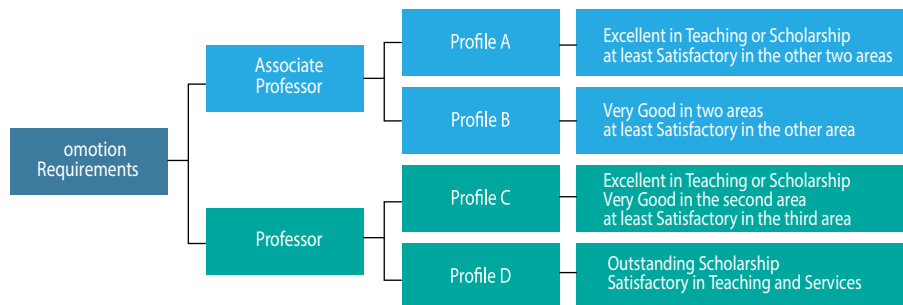 omotion
Requirements
Associate
Professor
Profile A
Excellent in Teaching or Scholarship
at least Satisfactory in the other two areas
Profile B
Very Good in two areas
at least Satisfactory in the other area
Professor
Profile C
Excellent in Teaching or Scholarship
Very Good in the second area
at least Satisfactory in the third area
Profile D
Outstanding Scholarship
Satisfactory in Teaching and Services